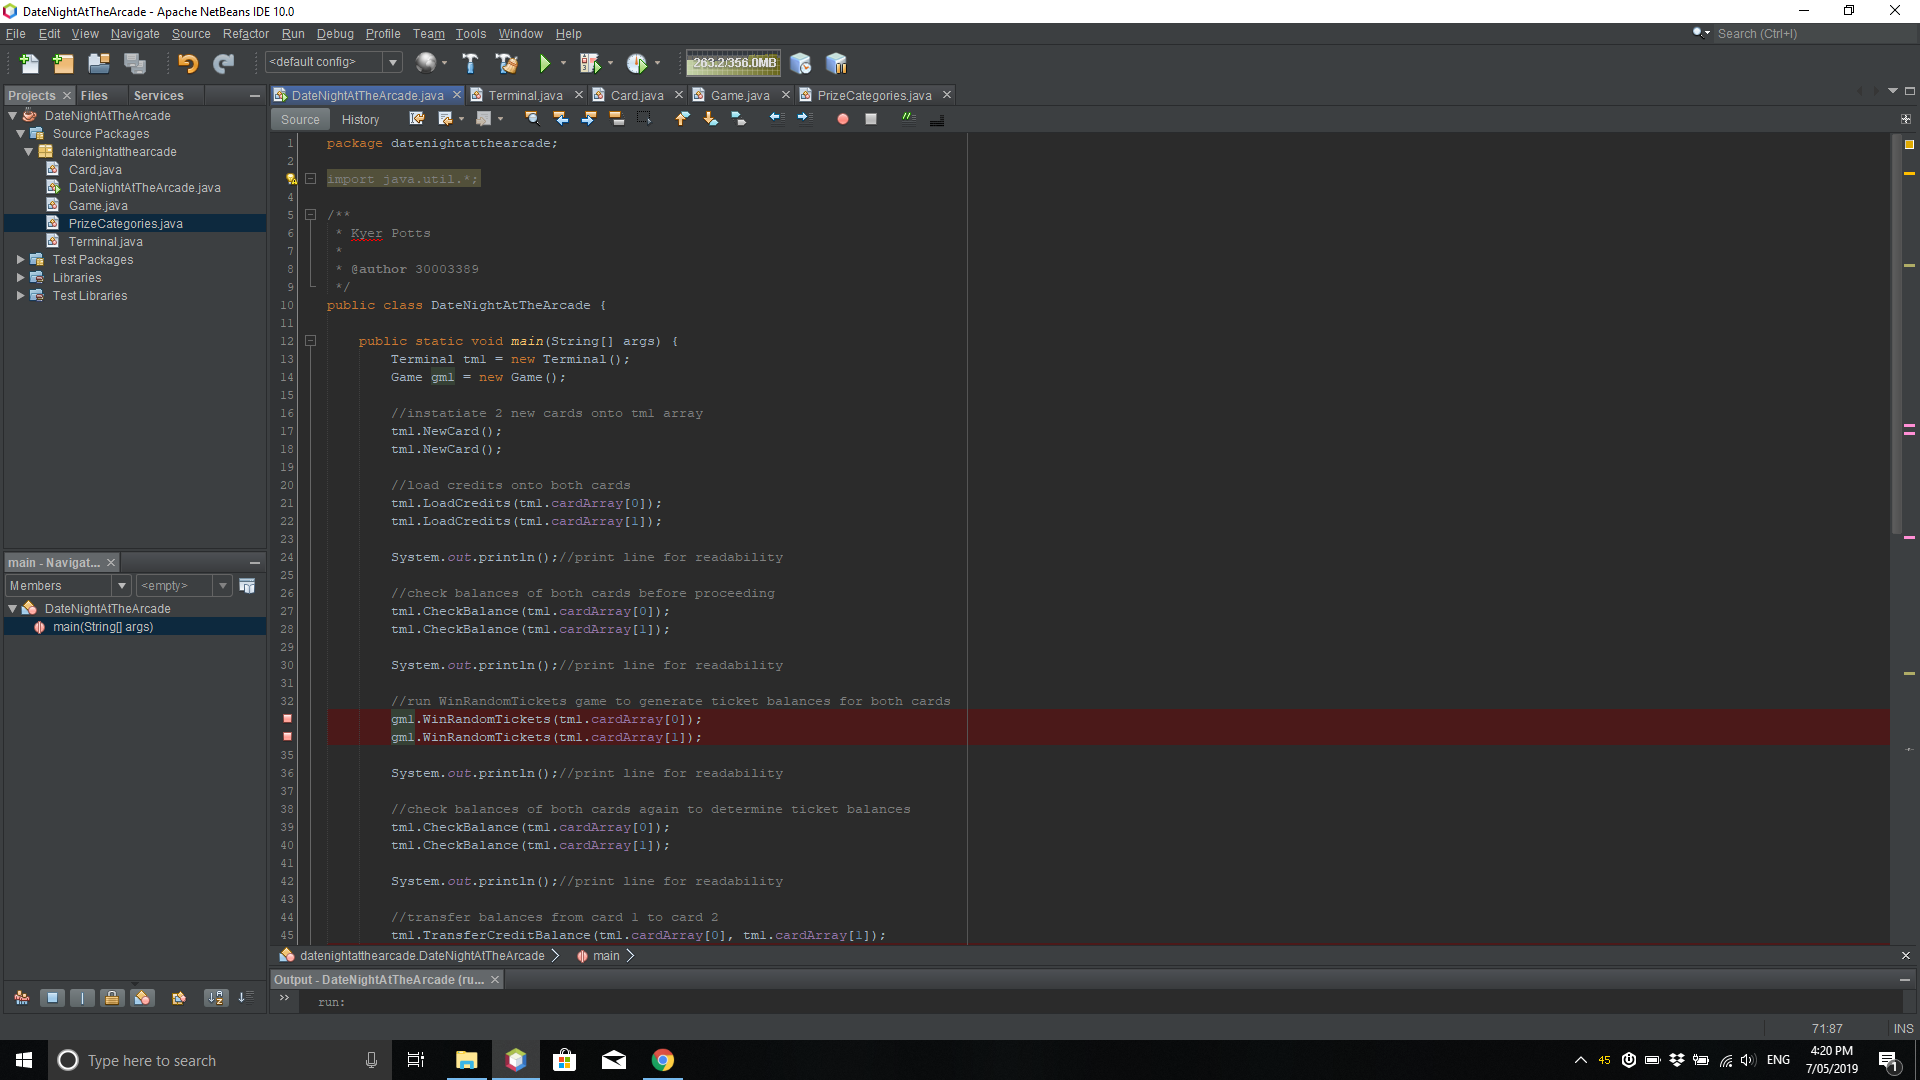 DateNightAtTheArcade - Apache NetBeans IDE 10.0
File Edit View Navigate Source Refactor Run Debug Profile Team Tools Window Help
Search (Ctrl+I)
<default config>
263.2/356.0MB
Projects Files Services
DateNightAtTheArcade.java Terminal.java Card.java Game.java PrizeCategories.java
Source History
DateNightAtTheArcade
Source Packages
datenightatthearcade
Card.java
DateNightAtTheArcade.java
Game.java
PrizeCategories.java
Terminal.java
Test Packages
Libraries
Test Libraries
main - Navigat...
Members <empty>
DateNightAtTheArcade
main(String[] args)
1 package datenightatthearcade;
2
import java.util.*;
4
5 /**
6 * Kyer Potts
7 *
8 * @author 30003389
9 */
10 public class DateNightAtTheArcade {
11
12 public static void main(String[] args) {
13 Terminal tml = new Terminal();
14 Game gml = new Game();
15
16 //instatiate 2 new cards onto tml array
17 tml.NewCard();
18 tml.NewCard();
19
20 //load credits onto both cards
21 tml.LoadCredits(tml.cardArray[0]);
22 tml.LoadCredits(tml.cardArray[1]);
23
24 System.out.println();//print line for readability
25
26 //check balances of both cards before proceeding
27 tml.CheckBalance(tml.cardArray[0]);
28 tml.CheckBalance(tml.cardArray[1]);
29
30 System.out.println();//print line for readability
31
32 //run WinRandomTickets game to generate ticket balances for both cards
gml.WinRandomTickets(tml.cardArray[0]);
gml.WinRandomTickets(tml.cardArray[1]);
35
36 System.out.println();//print line for readability
37
38 //check balances of both cards again to determine ticket balances
39 tml.CheckBalance(tml.cardArray[0]);
40 tml.CheckBalance(tml.cardArray[1]);
41
42 System.out.println();//print line for readability
43
44 //transfer balances from card 1 to card 2
45 tml.TransferCreditBalance(tml.cardArray[0], tml.cardArray[1]);
datenightatthearcade.DateNightAtTheArcade main
Output - DateNightAtTheArcade (ru...
run:
71:87 INS
Type here to search
45
ENG
4:20 PM
7/05/2019
1